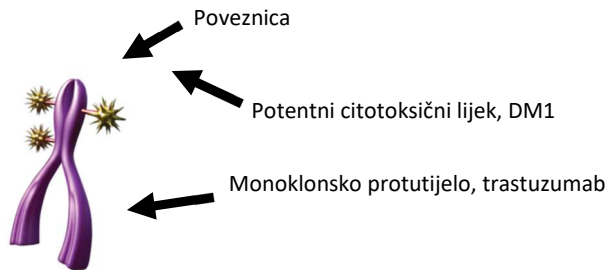 Poveznica
Potentni citotoksični lijek, DM1
Monoklonsko protutijelo, trastuzumab